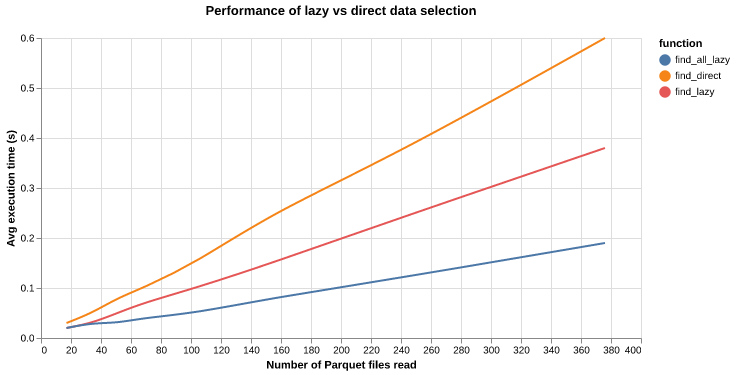 Performance of lazy vs direct data selection
function
find_all_lazy
find_direct
find_lazy
Avg execution time (s)
0.6
0.5
0.4
0.3
0.2
0.1
0.0
0 20 40 60 80 100 120 140 160 180 200 220 240 260 280 300 320 340 360 380 400
Number of Parquet files read